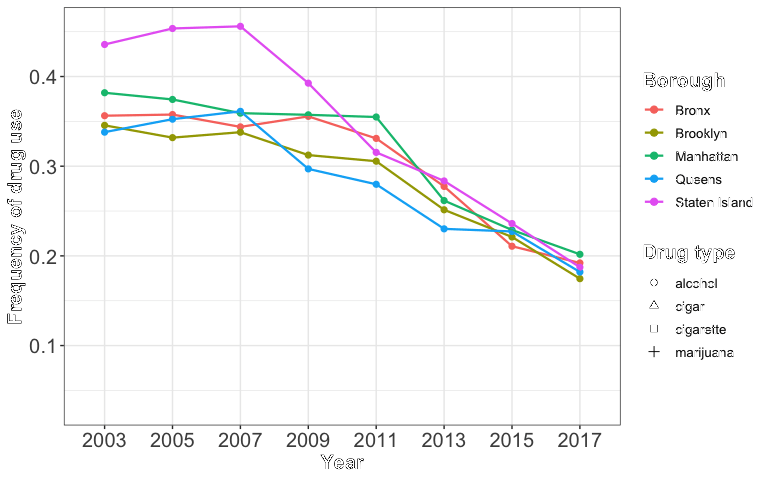 0.4
0.3
0.2
0.1
Frequency of drug use
2003 2005 2007 2009 2011 2013 2015 2017
Year
Borough
Bronx
Brooklyn
Manhattan
Queens
Staten Island
Drug type
alcohol
cigar
cigarette
marijuana